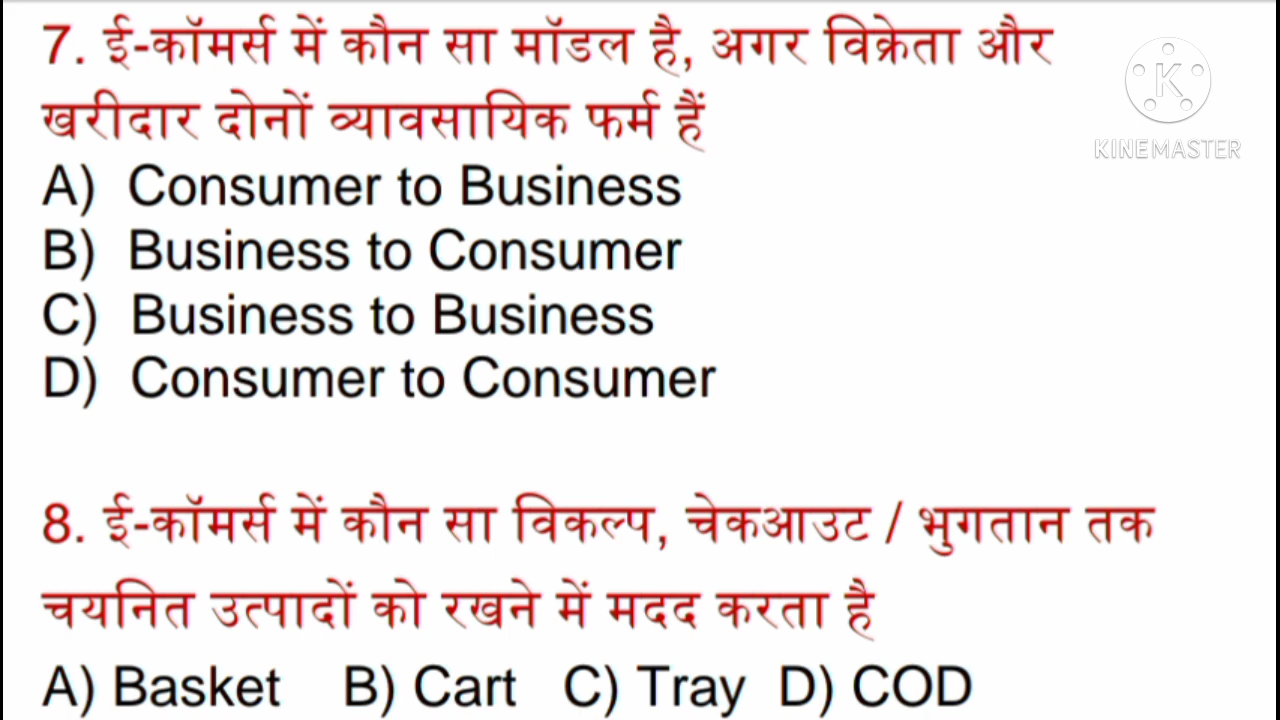 7. ई-कॉमर्स में कौन सा मॉडल है, अगर विक्रेता और
खरीदार दोनों व्यावसायिक फर्म हैं
A) Consumer to Business
B) Business to Consumer
C) Business to Business
D) Consumer to Consumer
8. ई-कॉमर्स में कौन सा विकल्प, चेकआउट / भुगतान तक
चयनित उत्पादों को रखने में मदद करता है
A) Basket B) Cart C) Tray D) COD
K
KINEMASTER